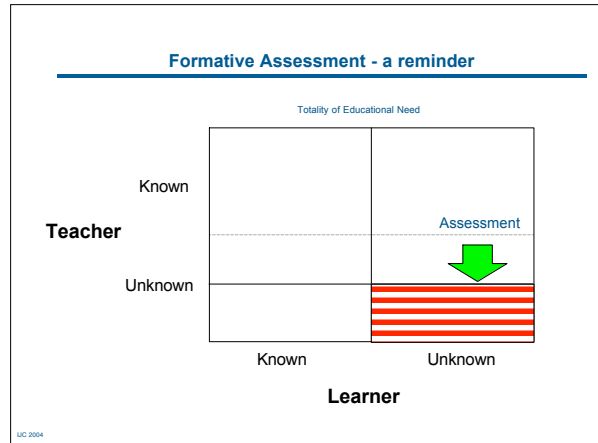 Formative Assessment - a reminder
Totality of Educational Need
Known
Teacher
Assessment
Unknown
Known
Unknown
Learner
IJC 2004